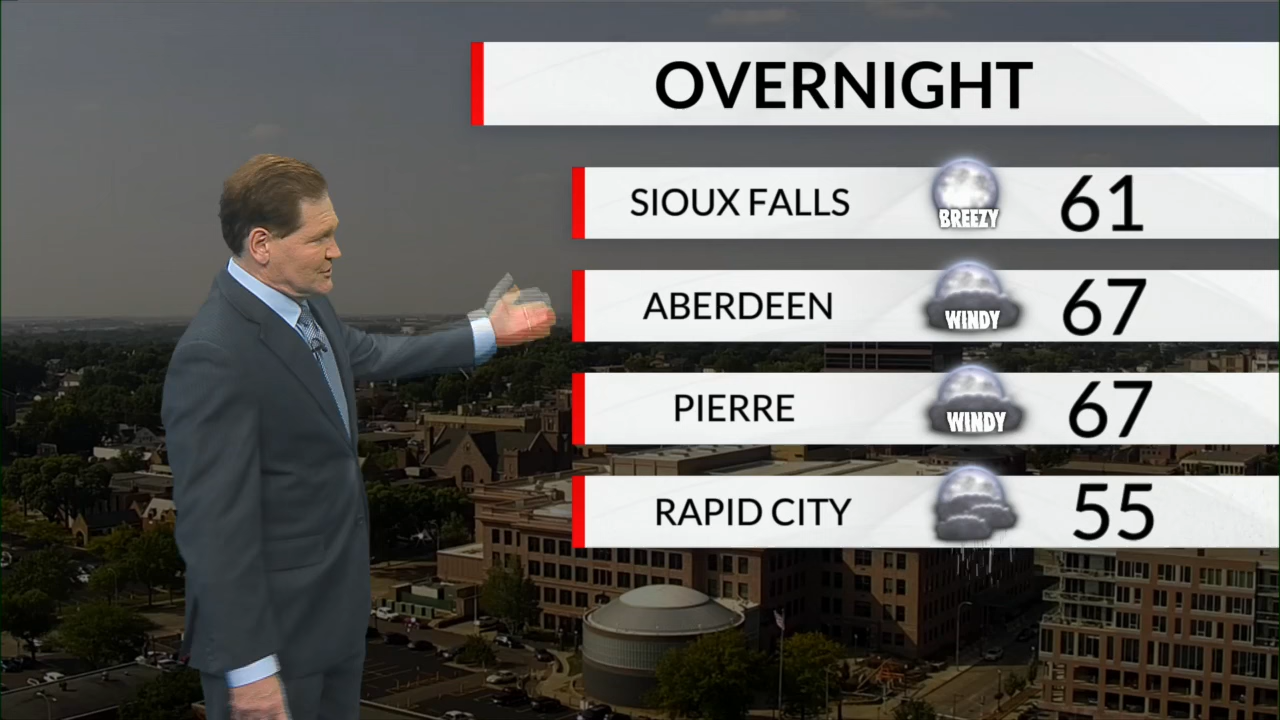 OVERNIGHT
SIOUX FALLS BREEZY 61
ABERDEEN WINDY 67
PIERRE WINDY 67
RAPID CITY 55